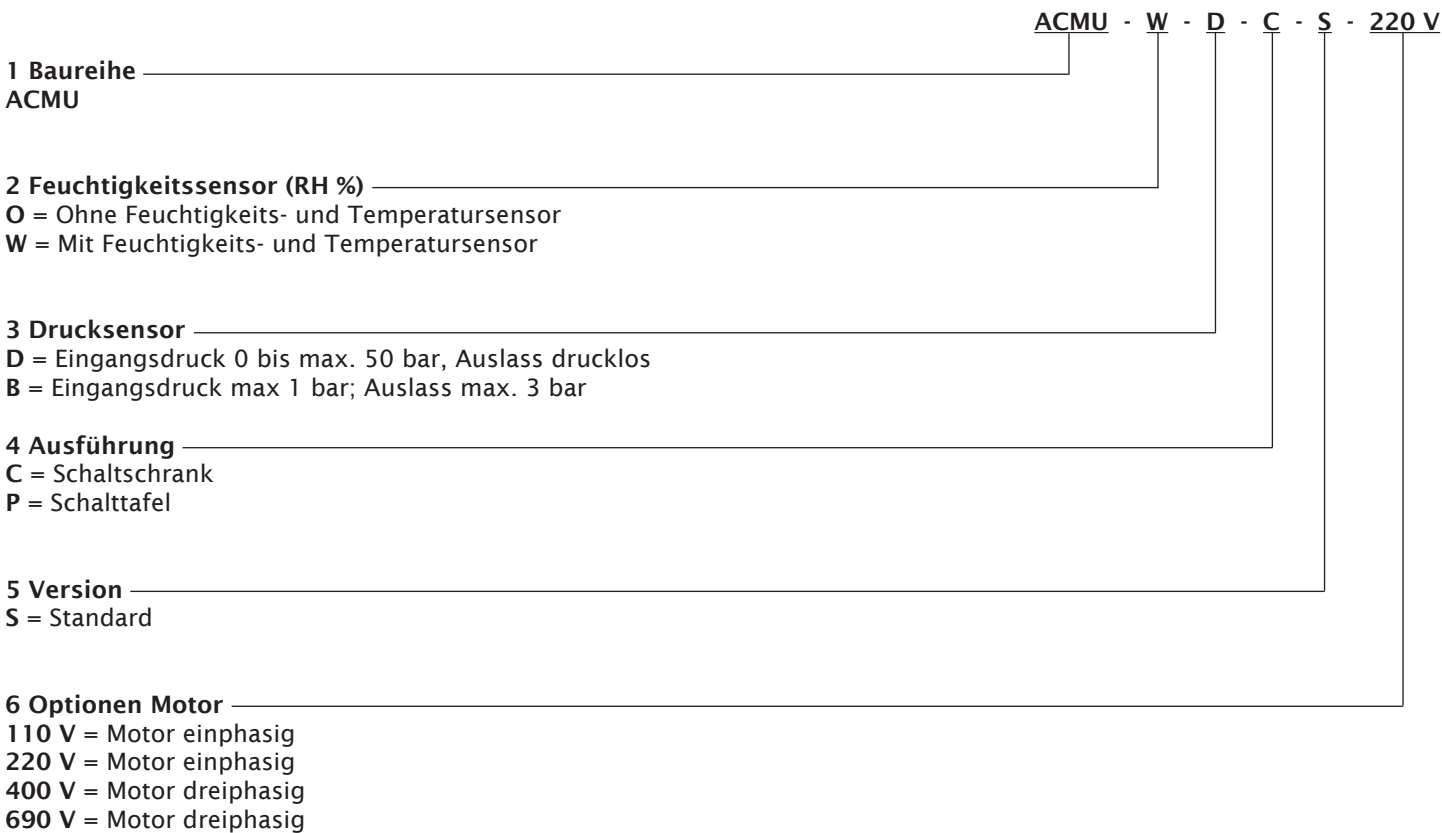 ACMU - W - D - C - S - 220 V
1 Baureihe
ACMU
2 Feuchtigkeitssensor (RH %)
O = Ohne Feuchtigkeits- und Temperatursensor
W = Mit Feuchtigkeits- und Temperatursensor
3 Drucksensor
D = Eingangsdruck 0 bis max. 50 bar, Auslass drucklos
B = Eingangsdruck max 1 bar; Auslass max. 3 bar
4 Ausführung
C = Schaltschrank
P = Schalttafel
5 Version
S = Standard
6 Optionen Motor
110 V = Motor einphasig
220 V = Motor einphasig
400 V = Motor dreiphasig
690 V = Motor dreiphasig